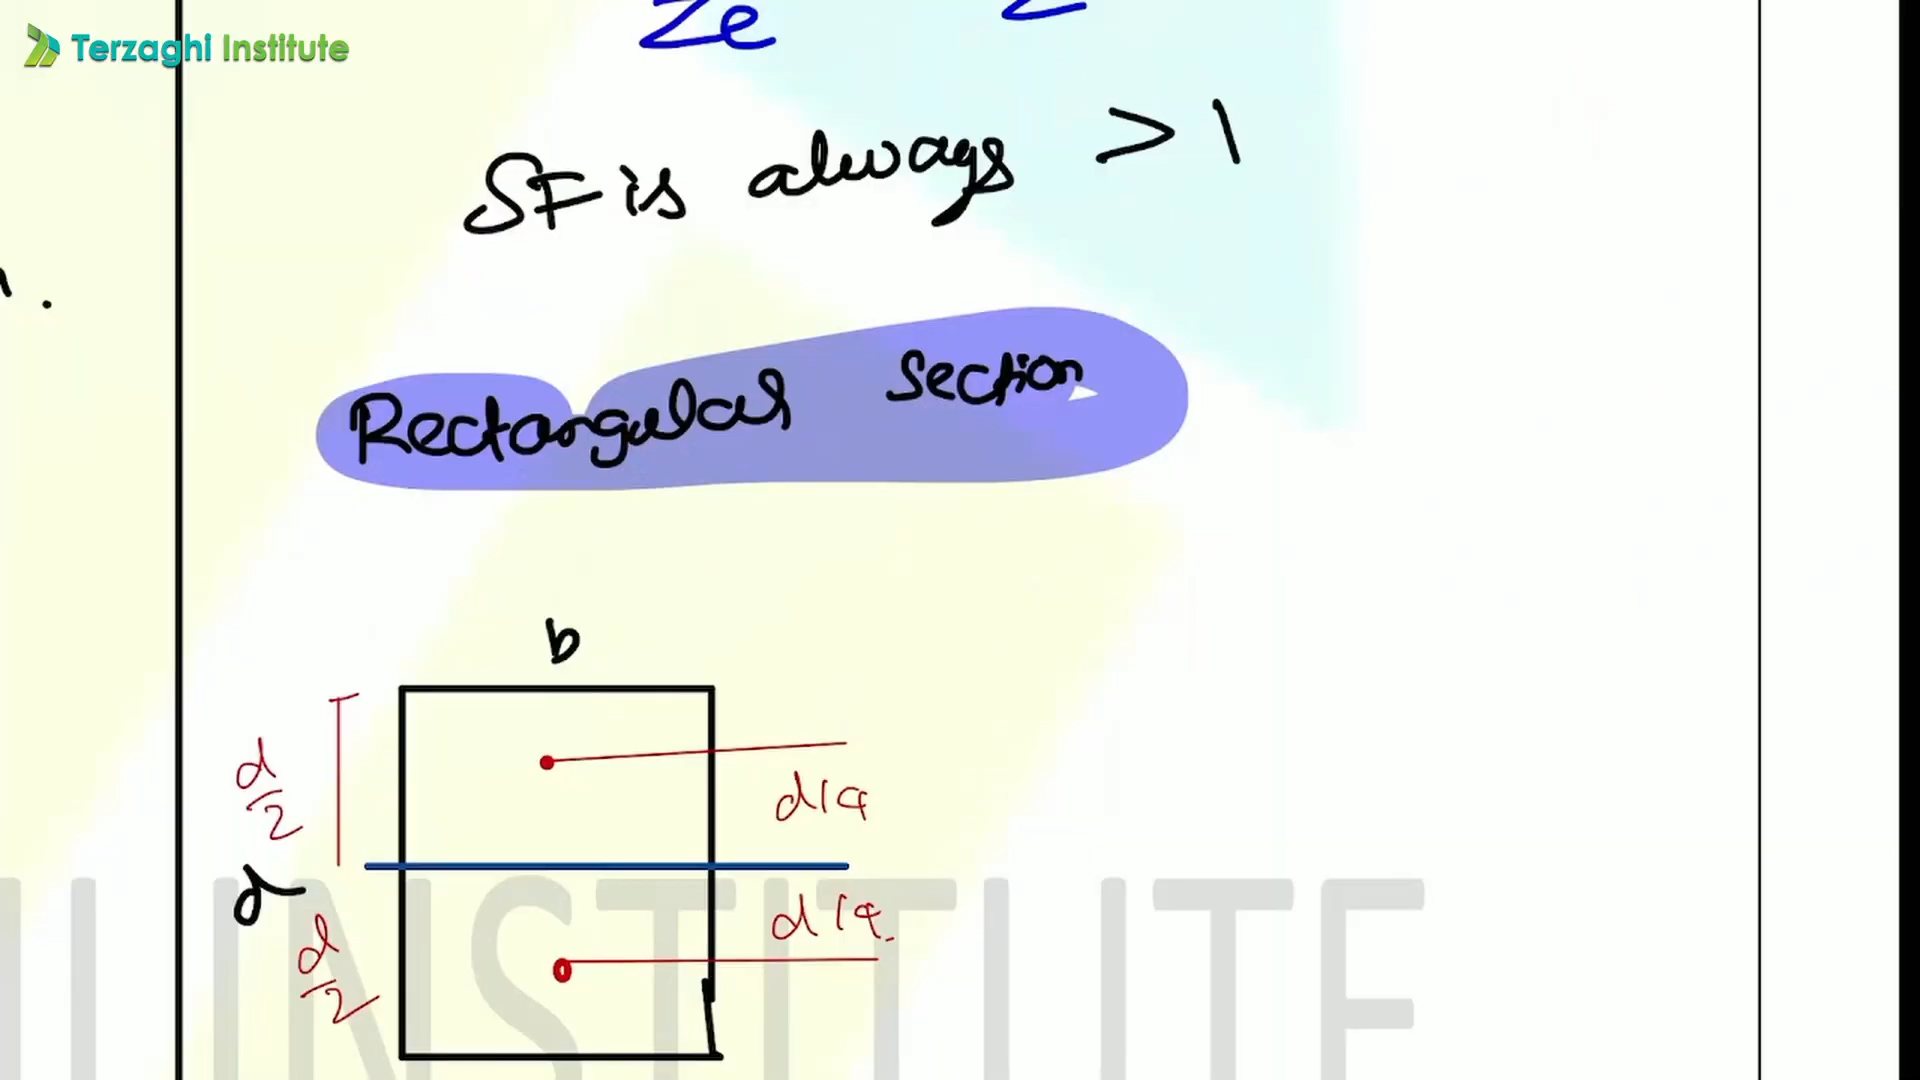 Terzaghi Institute
Ze
SF is always > 1
Rectangular Section
b
d/2
d/4
d
d/4.
d/2
INSTITUTE